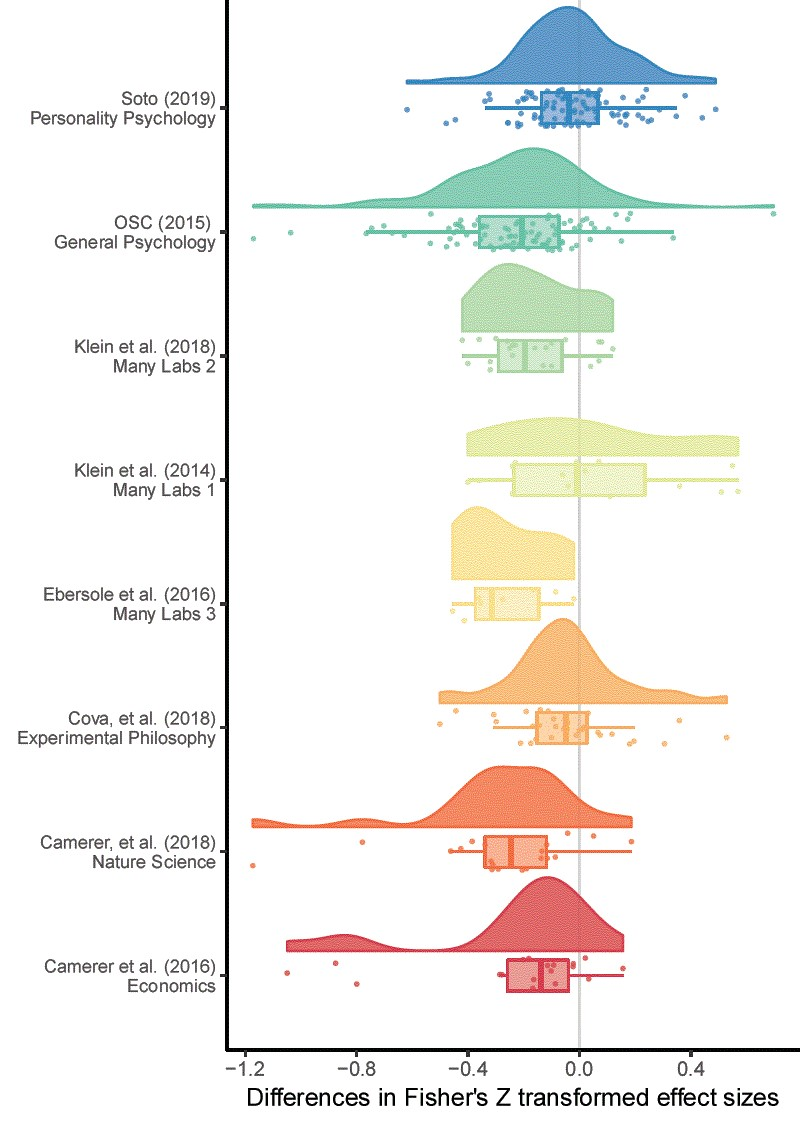 Soto (2019)
Personality Psychology
OSC (2015)
General Psychology
Klein et al. (2018)
Many Labs 2
Klein et al. (2014)
Many Labs 1
Ebersole et al. (2016)
Many Labs 3
Cova, et al. (2018)
Experimental Philosophy
Camerer, et al. (2018)
Nature Science
Camerer et al. (2016)
Economics
−1.2 −0.8 −0.4 0.0 0.4
Differences in Fisher's Z transformed effect sizes